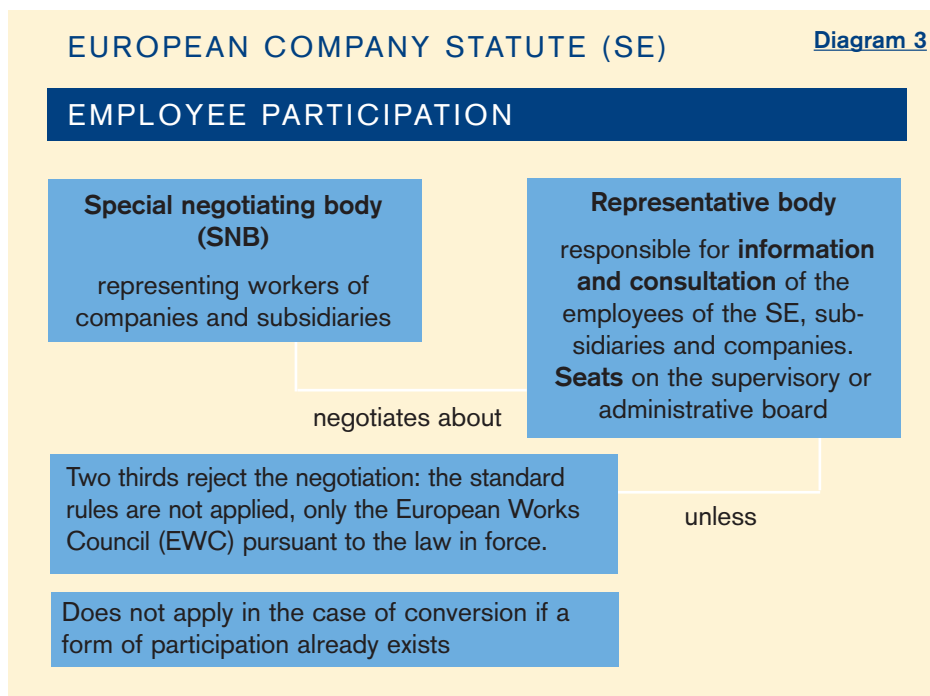 EUROPEAN COMPANY STATUTE (SE)
Diagram 3
EMPLOYEE PARTICIPATION
Special negotiating body
(SNB)
representing workers of
companies and subsidiaries
Representative body
responsible for information
and consultation of the
employees of the SE, sub-
sidiaries and companies.
Seats on the supervisory or
administrative board
negotiates about
Two thirds reject the negotiation: the standard
rules are not applied, only the European Works
Council (EWC) pursuant to the law in force.
unless
Does not apply in the case of conversion if a
form of participation already exists